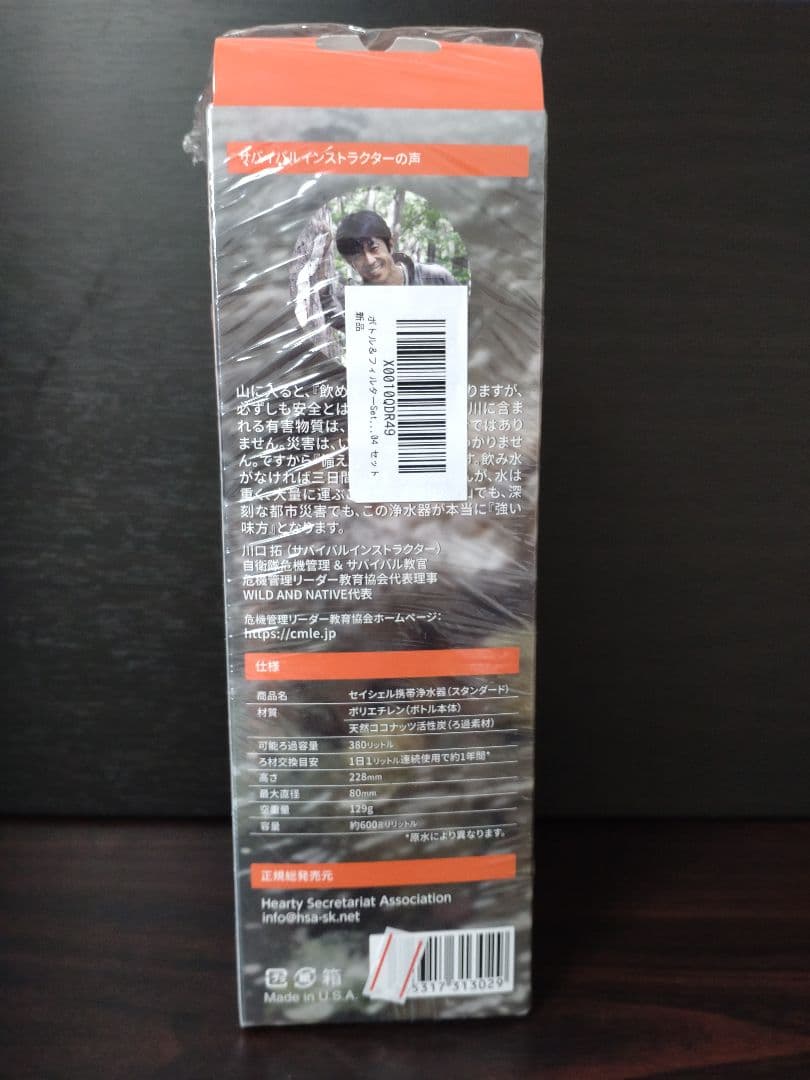 サバイバルインストラクターの声
ボトル&フィルターSet...04 セット
新品
X0010QDR49
山に入ると、『飲め りますが、
必ずしも安全とは 川に含ま
れる有害物質は、 ではあり
ません。災害は、い わかりませ
ん。ですから『備え す。飲み水
がなければ三日間 んが、水は
重く、大量に運ぶこ 山でも、深
刻な都市災害でも、この浄水器が本当に『強い
味方』となります。
川口 拓（サバイバルインストラクター）
自衛隊危機管理 & サバイバル教官
危機管理リーダー教育協会代表理事
WILD AND NATIVE代表
危機管理リーダー教育協会ホームページ：
https://cmle.jp
仕様
商品名 セイシェル携帯浄水器（スタンダード）
材質 ポリエチレン（ボトル本体）
天然ココナッツ活性炭（ろ過素材）
可能ろ過容量 380リットル
ろ材交換目安 1日1リットル連続使用で約1年間*
高さ 228mm
最大直径 80mm
空重量 129g
容量 約600ミリリットル
*原水により異なります。
正規総発売元
Hearty Secretariat Association
info@hsa-sk.net
プラ 紙 箱
Made in U.S.A.
5317 313029